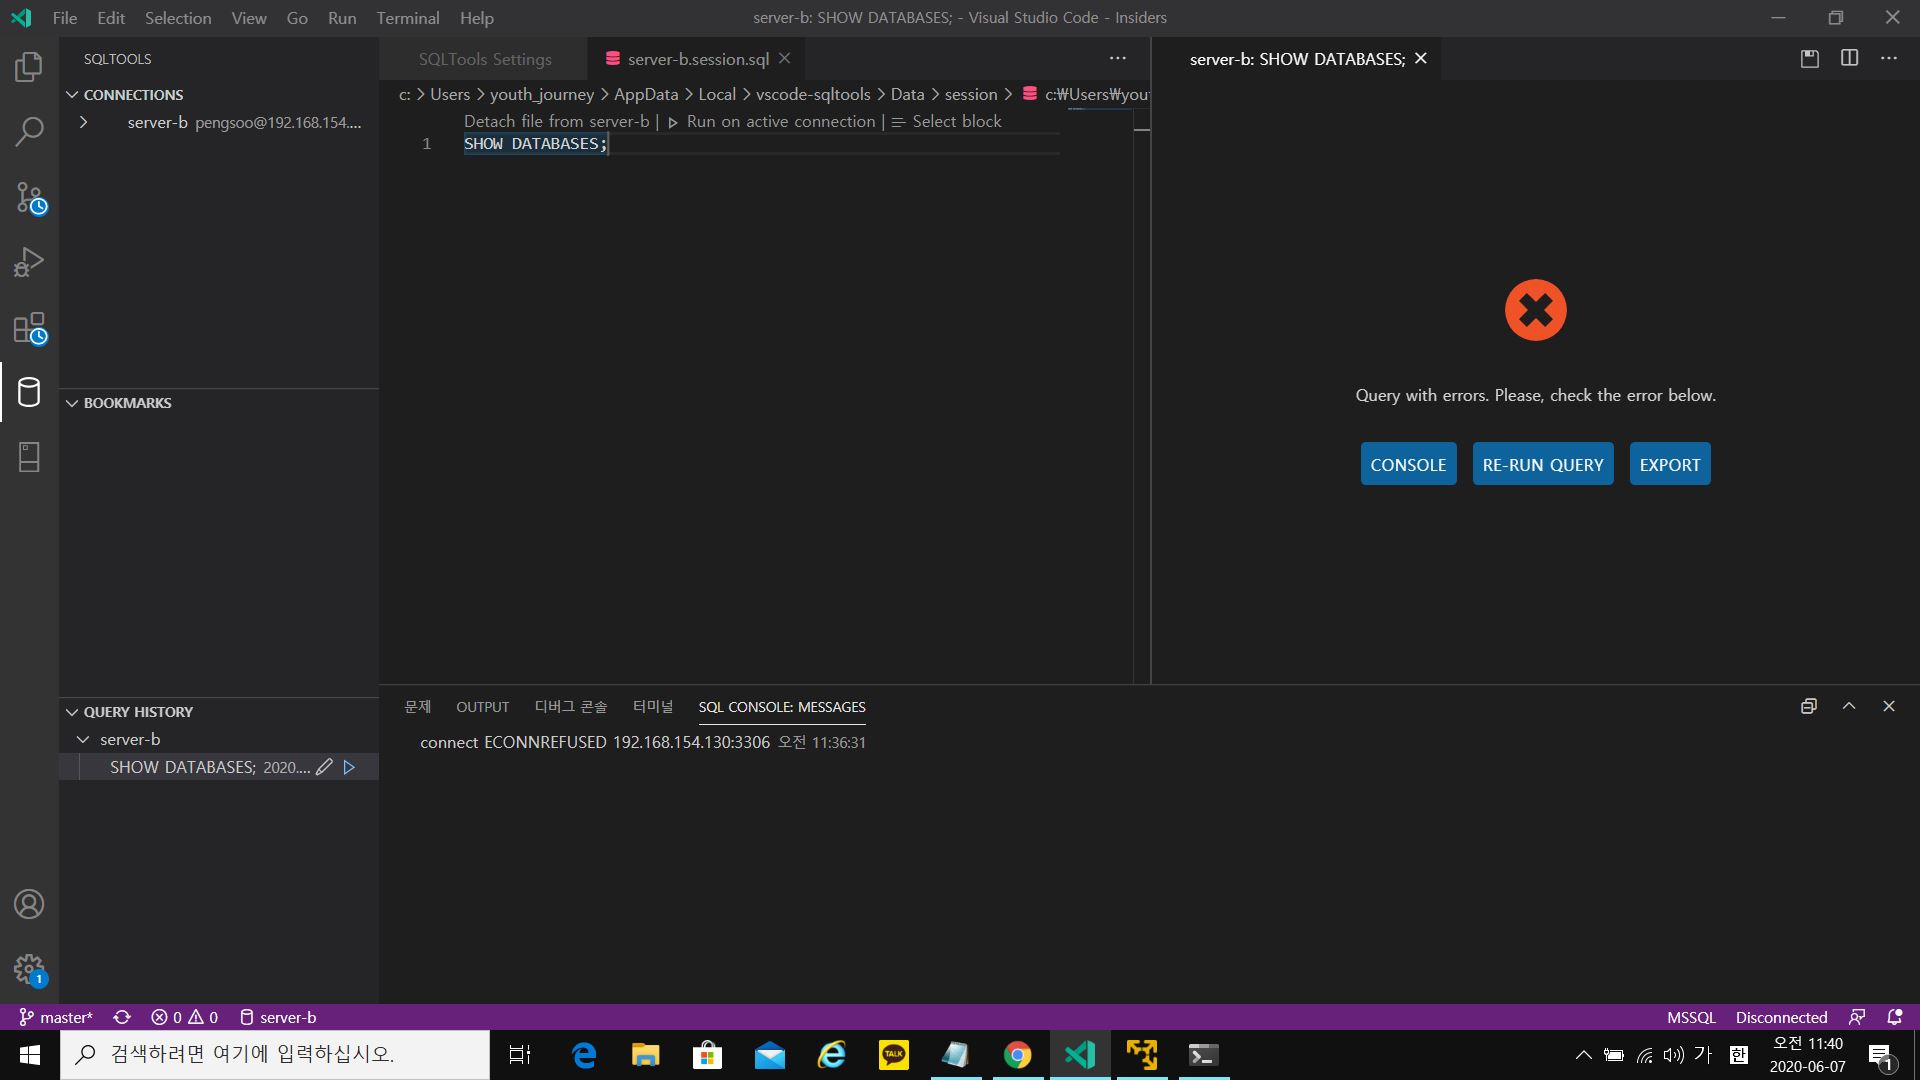 File Edit Selection View Go Run Terminal Help
server-b: SHOW DATABASES; - Visual Studio Code - Insiders
SQLTOOLS
CONNECTIONS
server-b pengsoo@192.168.154....
BOOKMARKS
QUERY HISTORY
server-b
SHOW DATABASES; 2020....
SQLTools Settings
server-b.session.sql
c: > Users > youth_journey > AppData > Local > vscode-sqltools > Data > session > c:₩Users₩you
Detach file from server-b | ▷ Run on active connection | Select block
1 SHOW DATABASES;
server-b: SHOW DATABASES;
Query with errors. Please, check the error below.
CONSOLE
RE-RUN QUERY
EXPORT
문제 OUTPUT 디버그 콘솔 터미널 SQL CONSOLE: MESSAGES
connect ECONNREFUSED 192.168.154.130:3306 오전 11:36:31
1
master* 0 0 server-b
MSSQL Disconnected
검색하려면 여기에 입력하십시오.
TALK
가 한
오전 11:40
2020-06-07
1